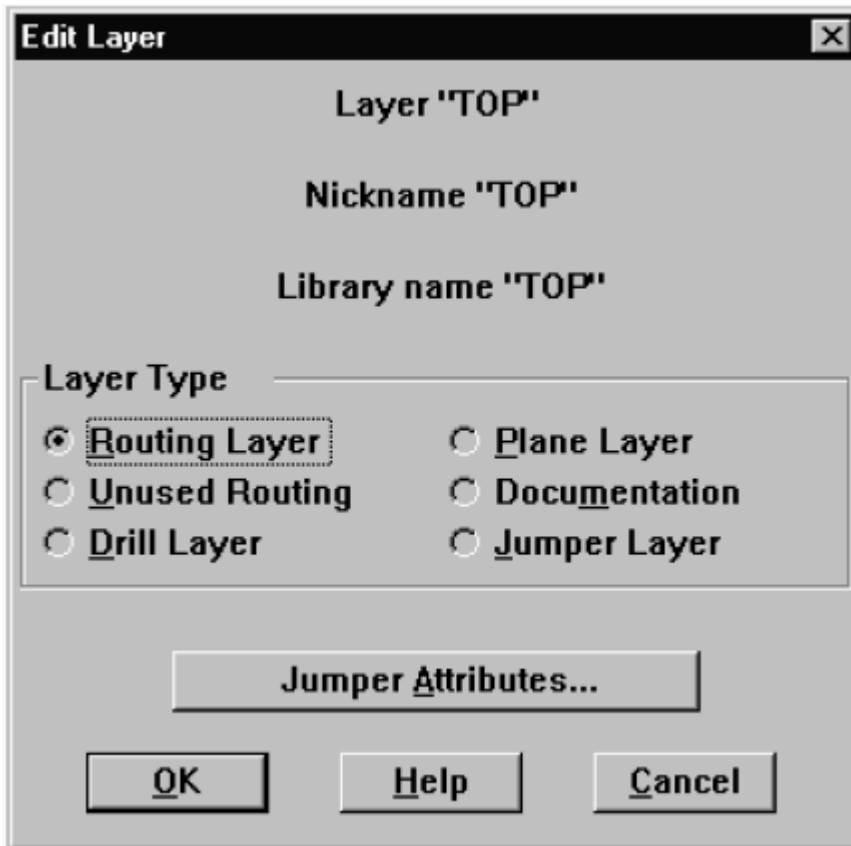 Edit Layer
Layer "TOP"
Nickname "TOP"
Library name "TOP"
Layer Type
Routing Layer
Plane Layer
Unused Routing
Documentation
Drill Layer
Jumper Layer
Jumper Attributes...
OK
Help
Cancel